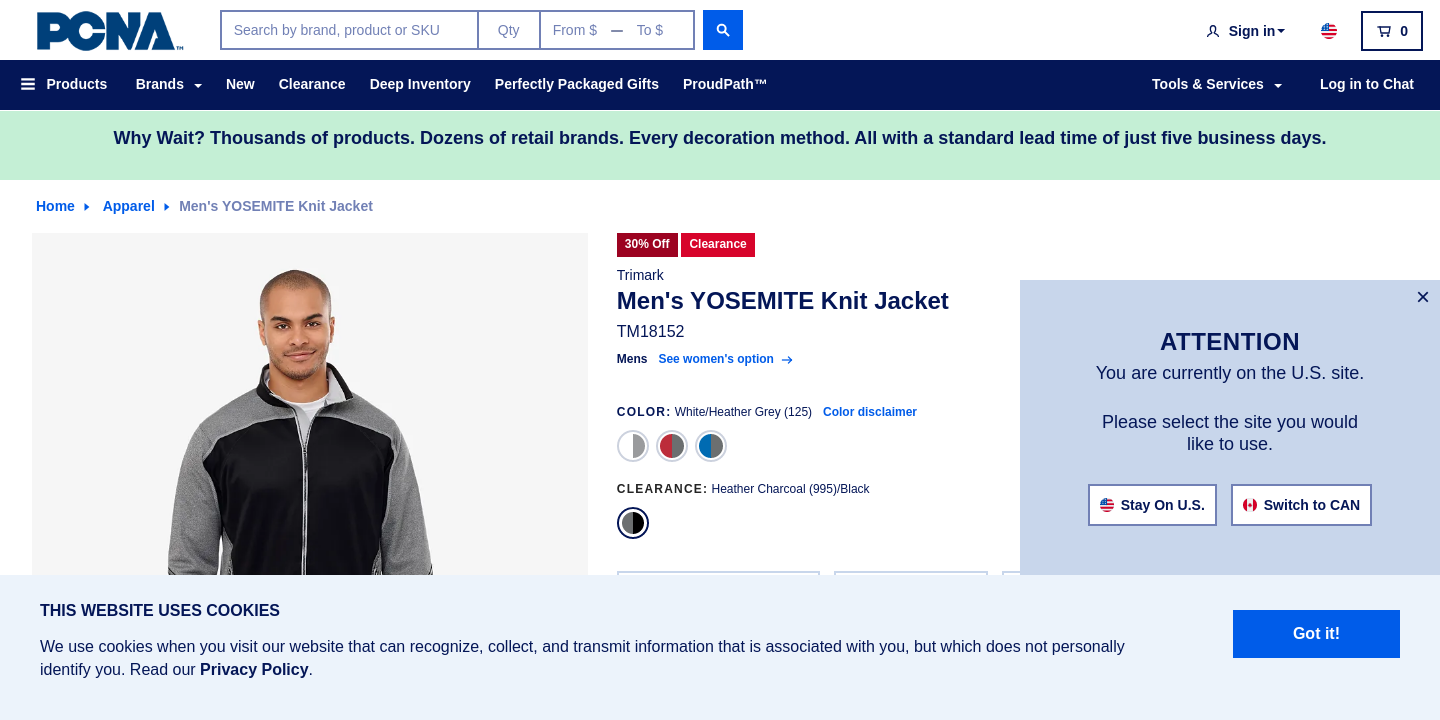 PCNA™
Search by brand, product or SKU
Qty
From $
To $
Sign in
0
Products
Brands
New
Clearance
Deep Inventory
Perfectly Packaged Gifts
ProudPath™
Tools & Services
Log in to Chat
Why Wait? Thousands of products. Dozens of retail brands. Every decoration method. All with a standard lead time of just five business days.
Home
Apparel
Men's YOSEMITE Knit Jacket
30% Off
Clearance
Trimark
Men's YOSEMITE Knit Jacket
TM18152
Mens See women's option
COLOR: White/Heather Grey (125) Color disclaimer
CLEARANCE: Heather Charcoal (995)/Black
×
ATTENTION
You are currently on the U.S. site.
Please select the site you would
like to use.
Stay On U.S.
Switch to CAN
THIS WEBSITE USES COOKIES
We use cookies when you visit our website that can recognize, collect, and transmit information that is associated with you, but which does not personally
identify you. Read our Privacy Policy.
Got it!